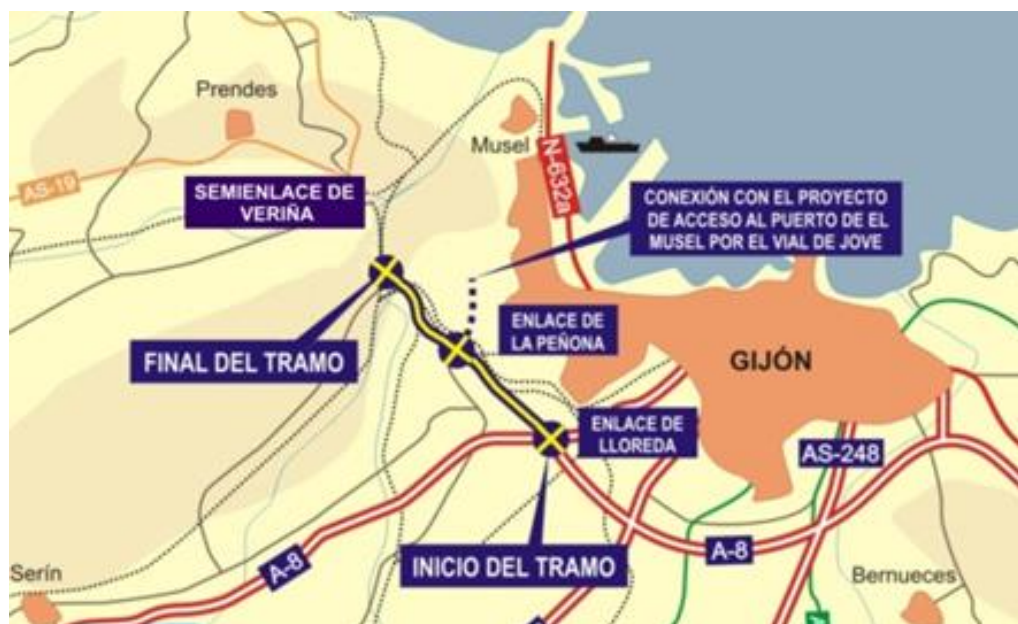 Prendes
Musel
AS-19
N-632a
SEMIENLACE DE
VERIÑA
CONEXIÓN CON EL PROYECTO
DE ACCESO AL PUERTO DE EL
MUSEL POR EL VIAL DE JOVE
ENLACE DE
LA PEÑONA
FINAL DEL TRAMO
GIJÓN
ENLACE DE
LLOREDA
AS-248
A-8
A-8
INICIO DEL TRAMO
Serín
Bernueces